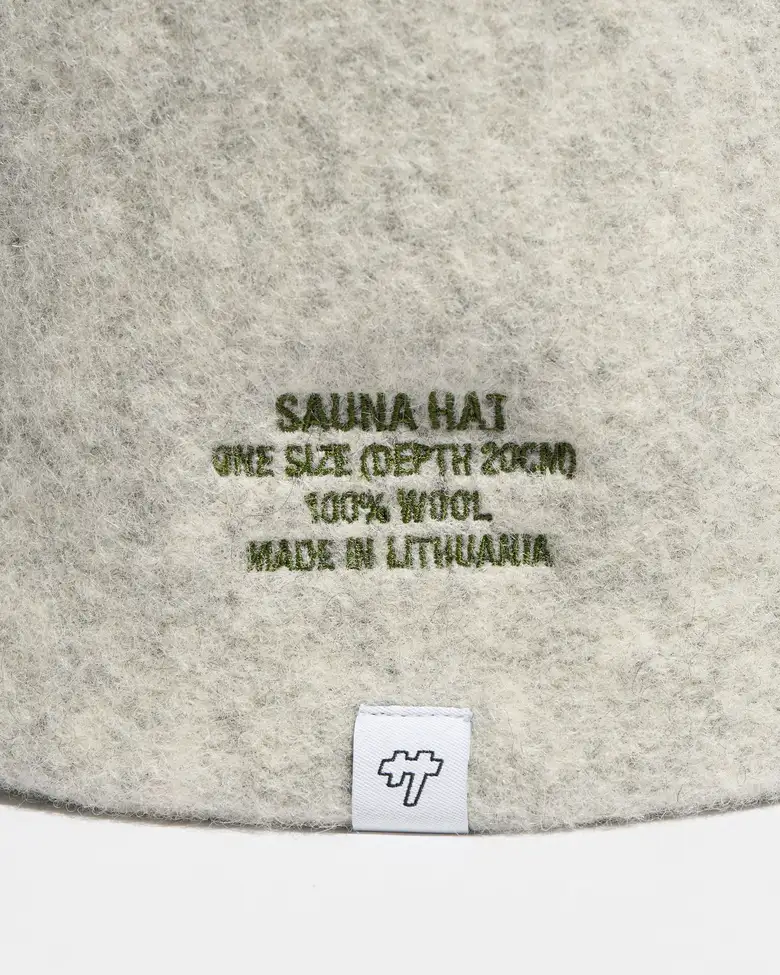 SAUNA HAT
ONE SIZE (DEPTH 20CM)
100% WOOL
MADE IN LITHUANIA